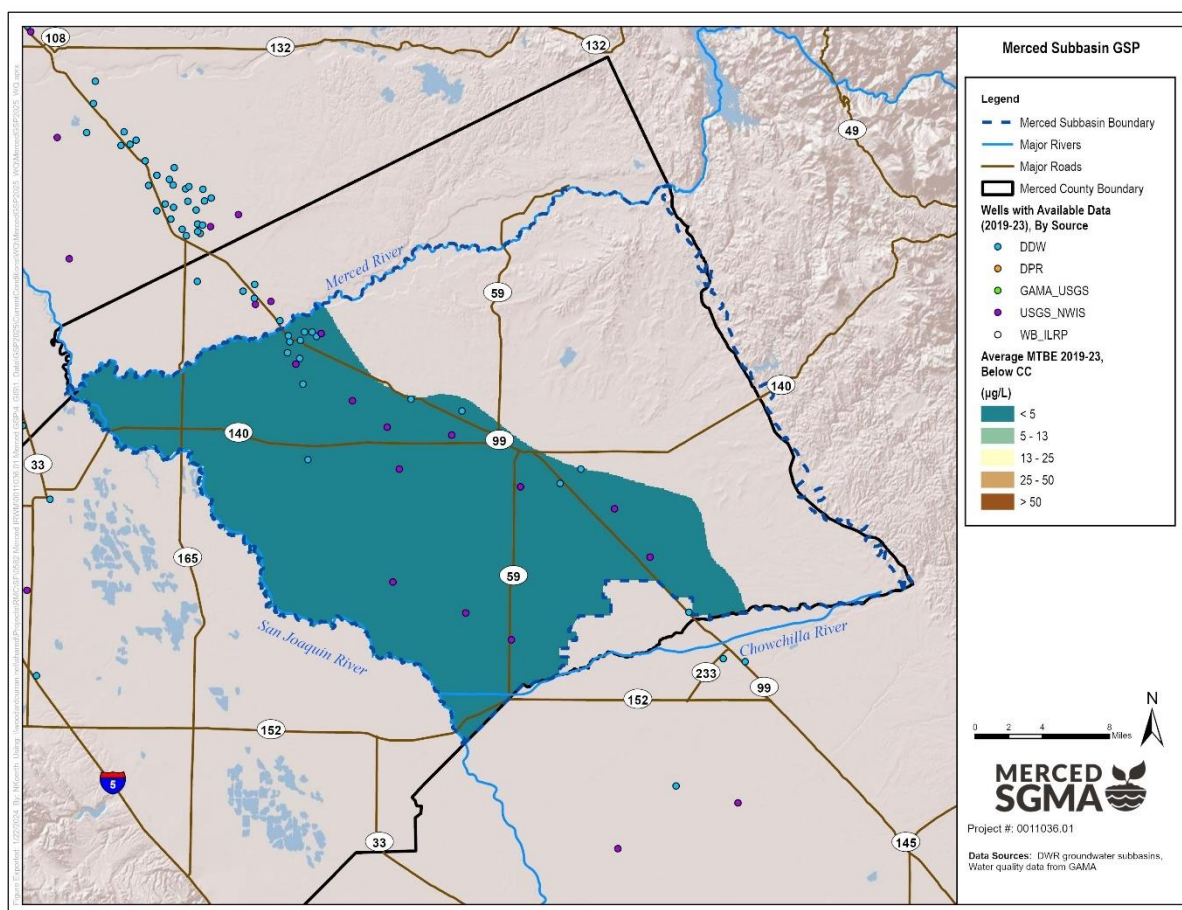 108
132
132
49
Merced River
59
140
140
99
33
165
59
San Joaquin River
Chowchilla River
233
99
152
152
5
33
145
Merced Subbasin GSP
Legend
Merced Subbasin Boundary
Major Rivers
Major Roads
Merced County Boundary
Wells with Available Data
(2019-23), By Source
DDW
DPR
GAMA_USGS
USGS_NWIS
WB_ILRP
Average MTBE 2019-23,
Below CC
(µg/L)
< 5
5 - 13
13 - 25
25 - 50
> 50
N
0 2 4 8
Miles
MERCED
SGMA
Project #: 0011036.01
Data Sources: DWR groundwater subbasins,
Water quality data from GAMA